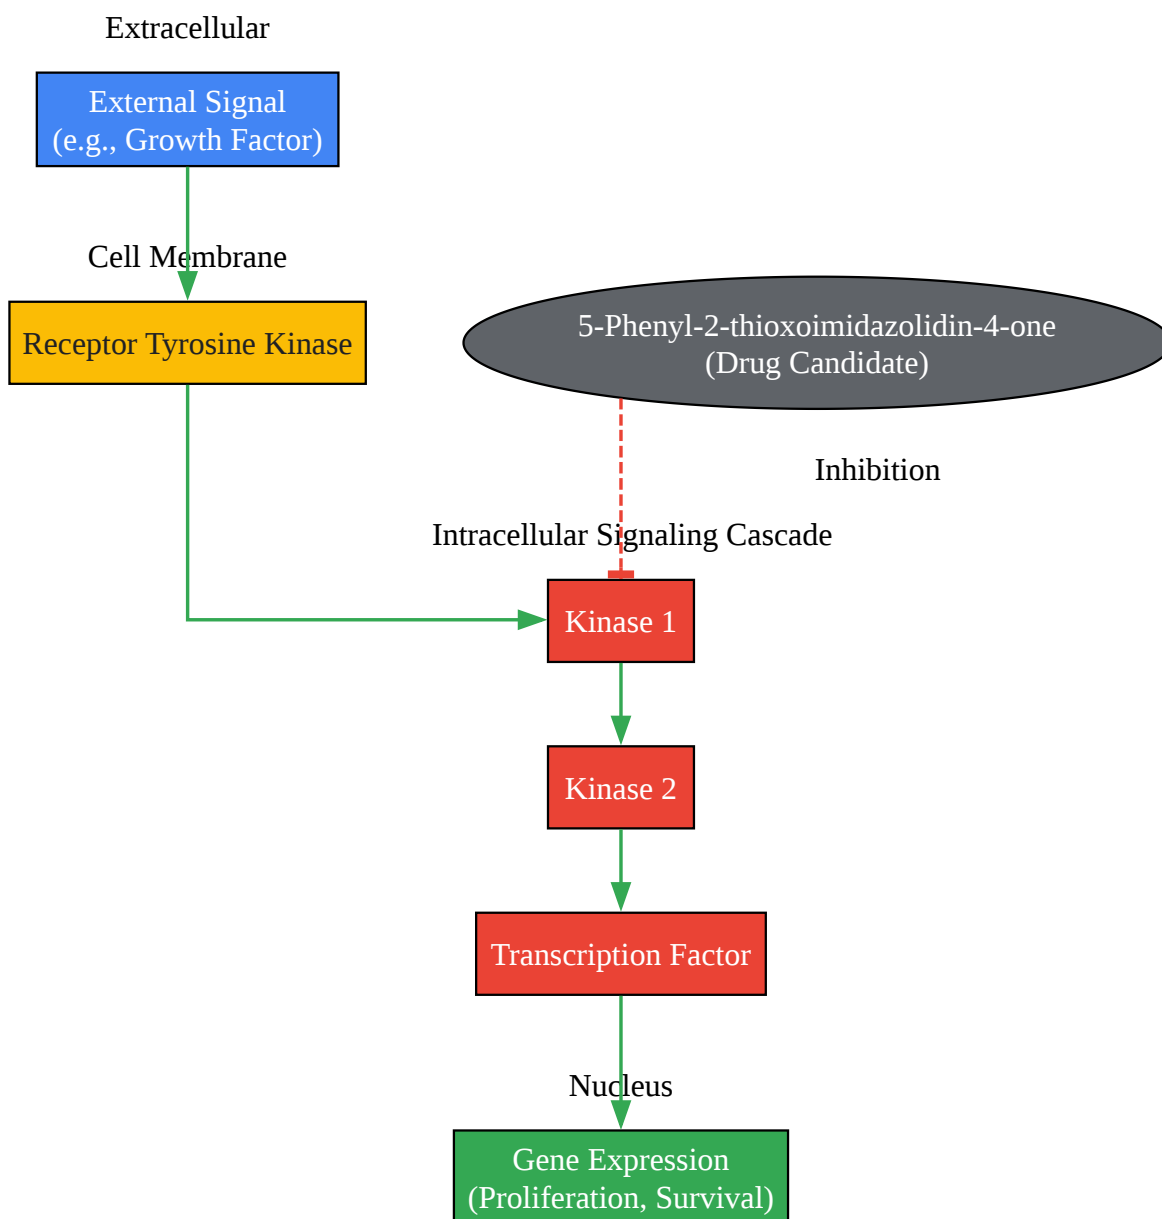 Extracellular
External Signal
(e.g., Growth Factor)
Cell Membrane
Receptor Tyrosine Kinase
5-Phenyl-2-thioxoimidazolidin-4-one
(Drug Candidate)
Inhibition
Intracellular Signaling Cascade
Kinase 1
Kinase 2
Transcription Factor
Nucleus
Gene Expression
(Proliferation, Survival)